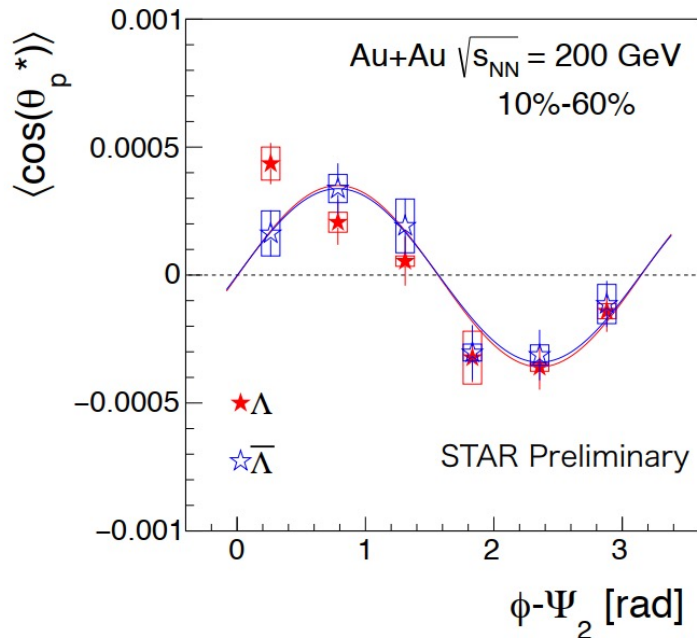 ⟨cos(θp*)⟩
0.001
0.0005
0
−0.0005
−0.001
Au+Au √sNN = 200 GeV
10%-60%
Λ
Λ̅
STAR Preliminary
0 1 2 3
ϕ-Ψ2 [rad]